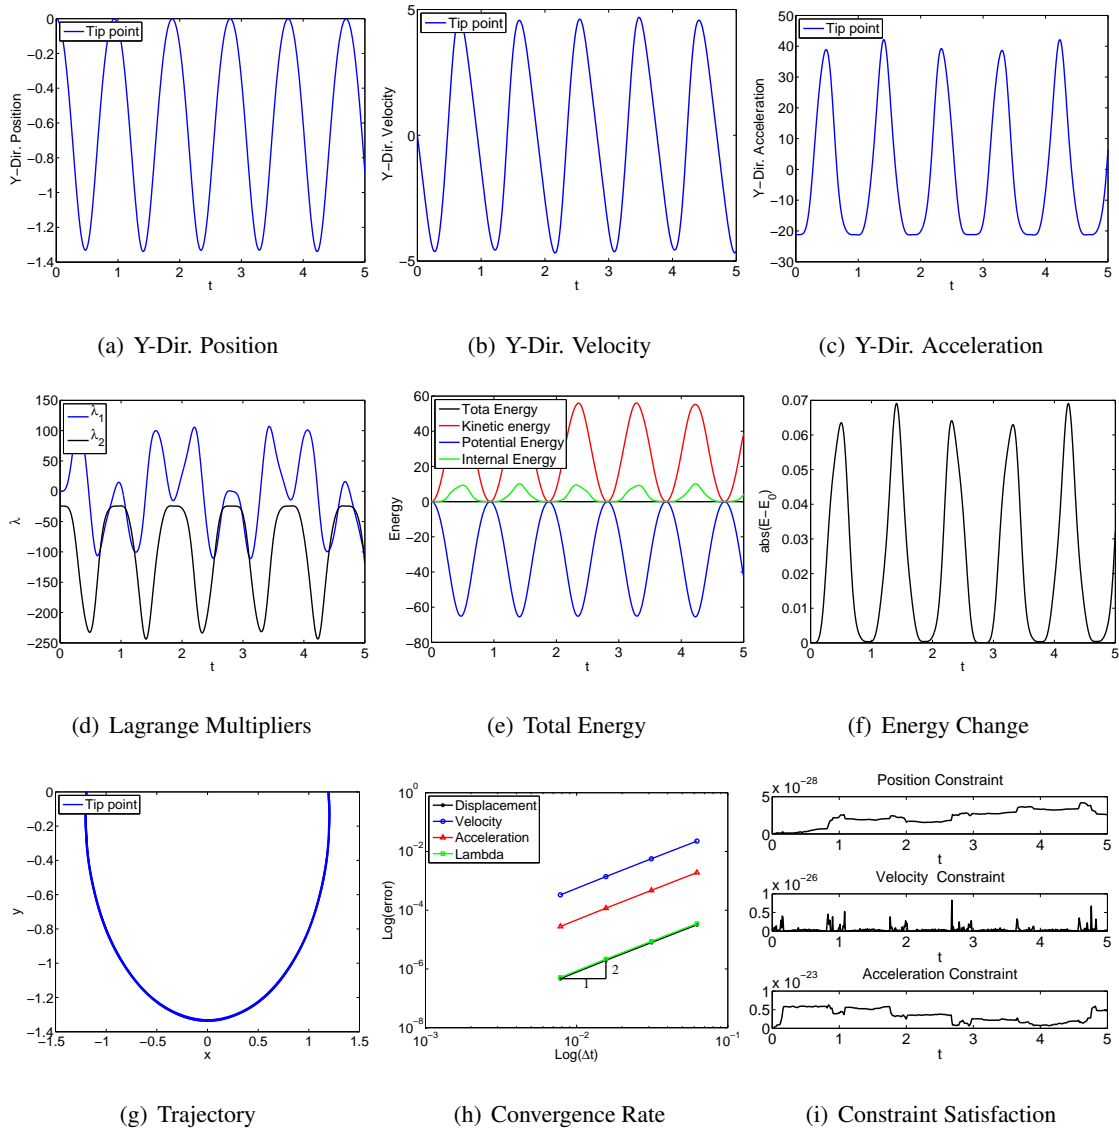 Tip point
Y−Dir. Position
0
−0.2
−0.4
−0.6
−0.8
−1
−1.2
−1.4
0 1 2 3 4 5
t
(a) Y-Dir. Position
Tip point
Y−Dir. Velocity
5
0
−5
0 1 2 3 4 5
t
(b) Y-Dir. Velocity
Tip point
Y−Dir. Acceleration
50
40
30
20
10
0
−10
−20
−30
0 1 2 3 4 5
t
(c) Y-Dir. Acceleration
λ1
λ2
λ
150
100
50
0
−50
−100
−150
−200
−250
0 1 2 3 4 5
t
(d) Lagrange Multipliers
Tota Energy
Kinetic energy
Potential Energy
Internal Energy
Energy
60
40
20
0
−20
−40
−60
−80
0 1 2 3 4 5
t
(e) Total Energy
abs(E−E0)
0.07
0.06
0.05
0.04
0.03
0.02
0.01
0
0 1 2 3 4 5
t
(f) Energy Change
Tip point
y
0
−0.2
−0.4
−0.6
−0.8
−1
−1.2
−1.4
−1.5 −1 −0.5 0 0.5 1 1.5
x
(g) Trajectory
Displacement
Velocity
Acceleration
Lambda
Log(error)
10^0
10^−2
10^−4
10^−6
10^−8
2
1
10^−3 10^−2 10^−1
Log(Δt)
(h) Convergence Rate
Position Constraint
x 10^−28
5
0
0 1 2 3 4 5
t
Velocity Constraint
x 10^−26
1
0.5
0
0 1 2 3 4 5
t
Acceleration Constraint
x 10^−23
1
0.5
0
0 1 2 3 4 5
t
(i) Constraint Satisfaction